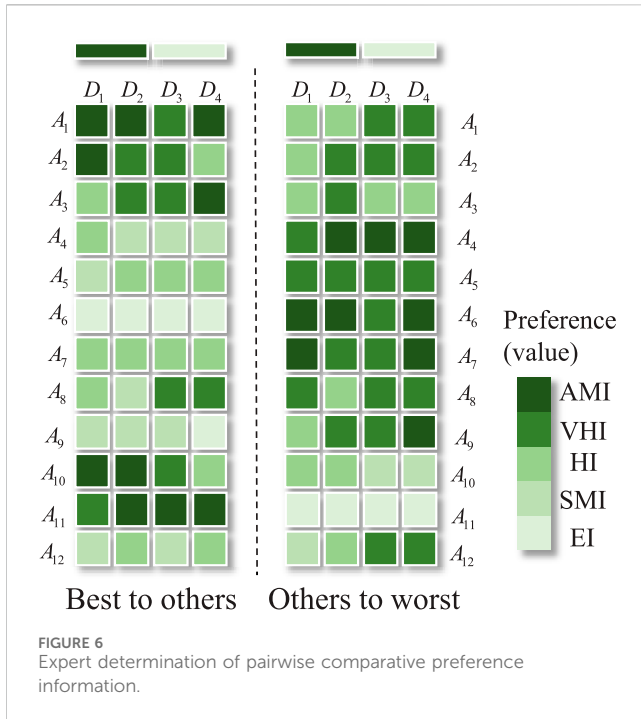 D1 D2 D3 D4 D1 D2 D3 D4
A1 A1
A2 A2
A3 A3
A4 A4
A5 A5
A6 A6
A7 A7
A8 A8
A9 A9
A10 A10
A11 A11
A12 A12
Preference
(value)
AMI
VHI
HI
SMI
EI
Best to others Others to worst
FIGURE 6
Expert determination of pairwise comparative preference
information.